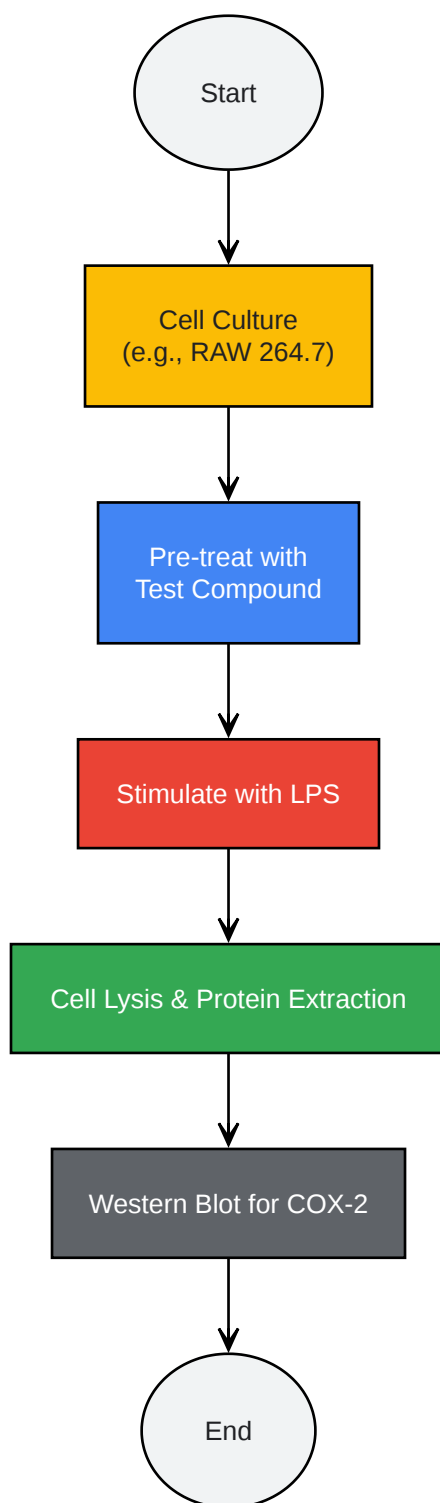 Start
Cell Culture
(e.g., RAW 264.7)
Pre-treat with
Test Compound
Stimulate with LPS
Cell Lysis & Protein Extraction
Western Blot for COX-2
End